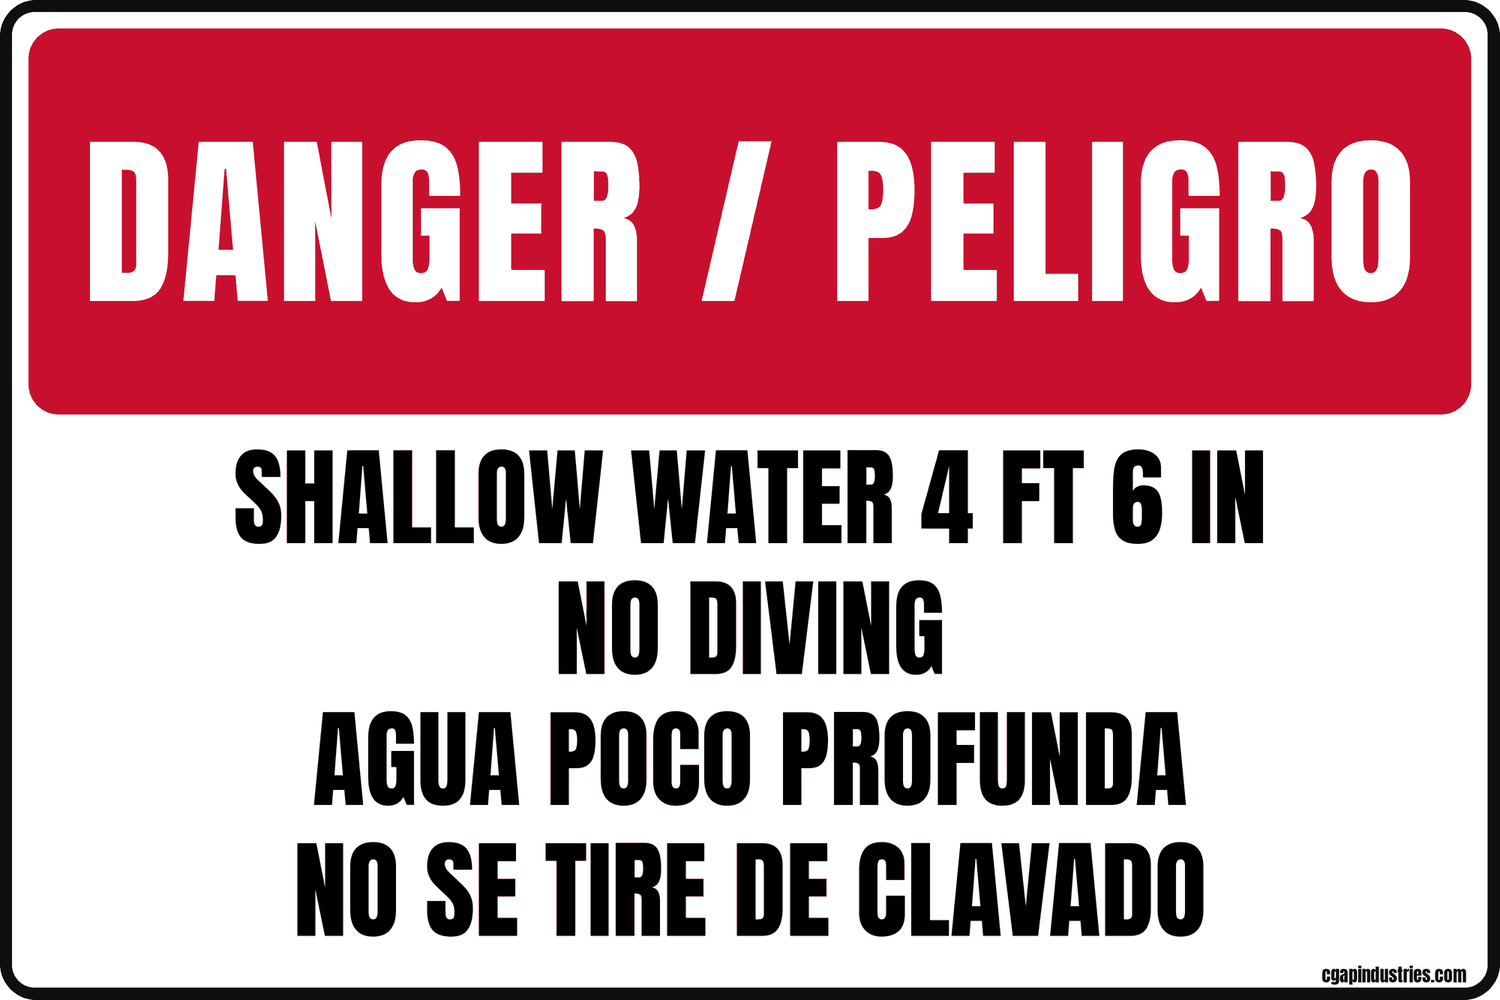 DANGER / PELIGRO
SHALLOW WATER 4 FT 6 IN
NO DIVING
AGUA POCO PROFUNDA
NO SE TIRE DE CLAVADO
cgapindustries.com